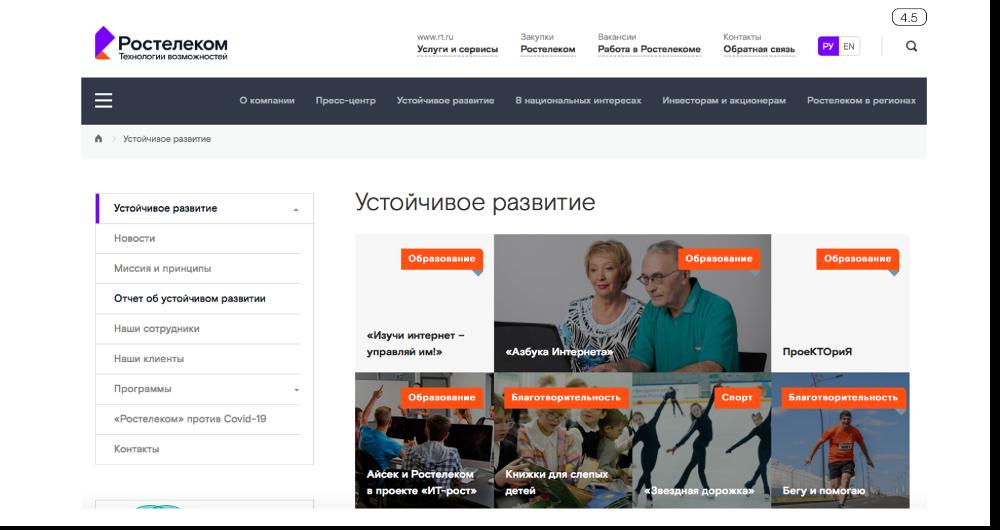 4.5
Ростелеком
Технологии возможностей
www.rt.ru
Услуги и сервисы
Закупки
Ростелеком
Вакансии
Работа в Ростелекоме
Контакты
Обратная связь
РУ EN
О компании Пресс-центр Устойчивое развитие В национальных интересах Инвесторам и акционерам Ростелеком в регионах
Устойчивое развитие
Устойчивое развитие
Новости
Миссия и принципы
Отчет об устойчивом развитии
Наши сотрудники
Наши клиенты
Программы
«Ростелеком» против Covid-19
Контакты
Устойчивое развитие
Образование
«Изучи интернет –
управляй им!»
Образование
«Азбука Интернета»
Образование
ПроеКТОриЯ
Образование
Айсек и Ростелеком
в проекте «ИТ-рост»
Благотворительность
Книжки для слепых
детей
Спорт
«Звездная дорожка»
Благотворительность
Бегу и помогаю